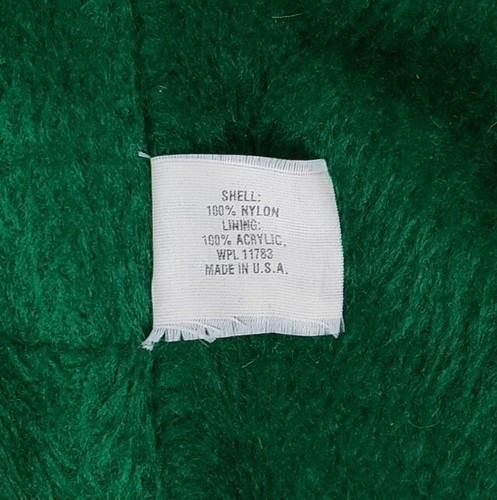 SHELL:
100% NYLON
LINING:
100% ACRYLIC.
WPL 11783
MADE IN U.S.A.